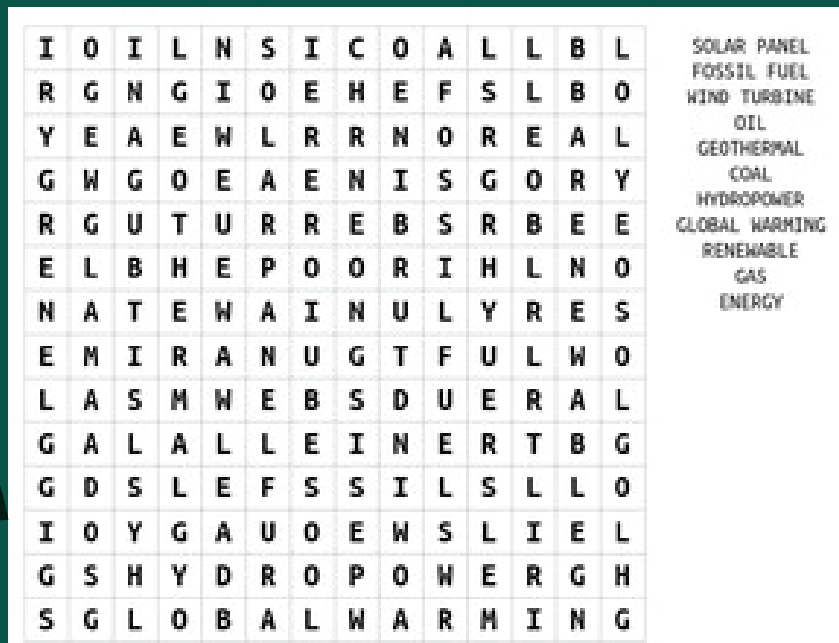 I O I L N S I C O A L L B L
R G N G I O E H E F S L B O
Y E A E W L R R N O R E A L
G W G O E A E N I S G O R Y
R G U T U R R E B S R B E E
E L B H E P O O R I H L N O
N A T E W A I N U L Y R E S
E M I R A N U G T F U L W O
L A S M W E B S D U E R A L
G A L A L L E I N E R T B G
G D S L E F S S I L S L L O
I O Y G A U O E W S L I E L
G S H Y D R O P O W E R G H
S G L O B A L W A R M I N G
SOLAR PANEL
FOSSIL FUEL
WIND TURBINE
OIL
GEOTHERMAL
COAL
HYDROPOWER
GLOBAL WARMING
RENEWABLE
GAS
ENERGY